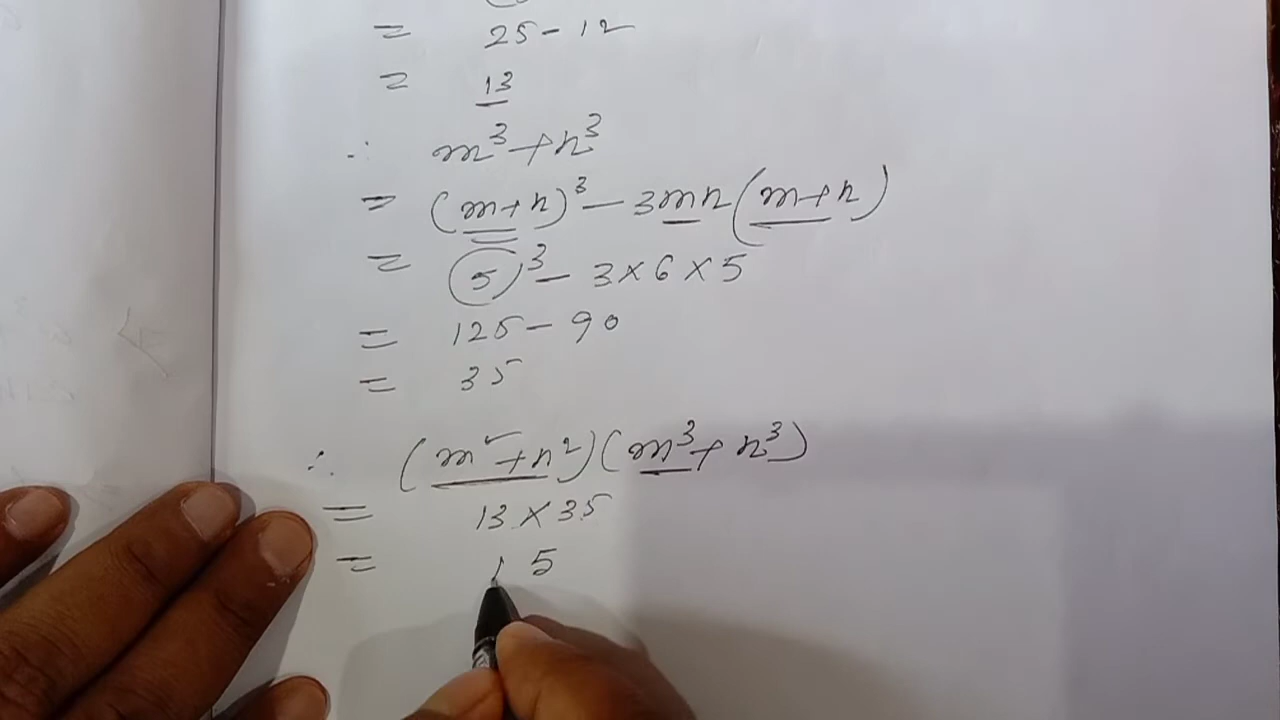 = 25 - 12
= 13
∴ m³ + n³
= (m + n)³ - 3mn(m + n)
= (5)³ - 3 × 6 × 5
= 125 - 90
= 35
∴ (m² + n²)(m³ + n³)
= 13 × 35
= 5